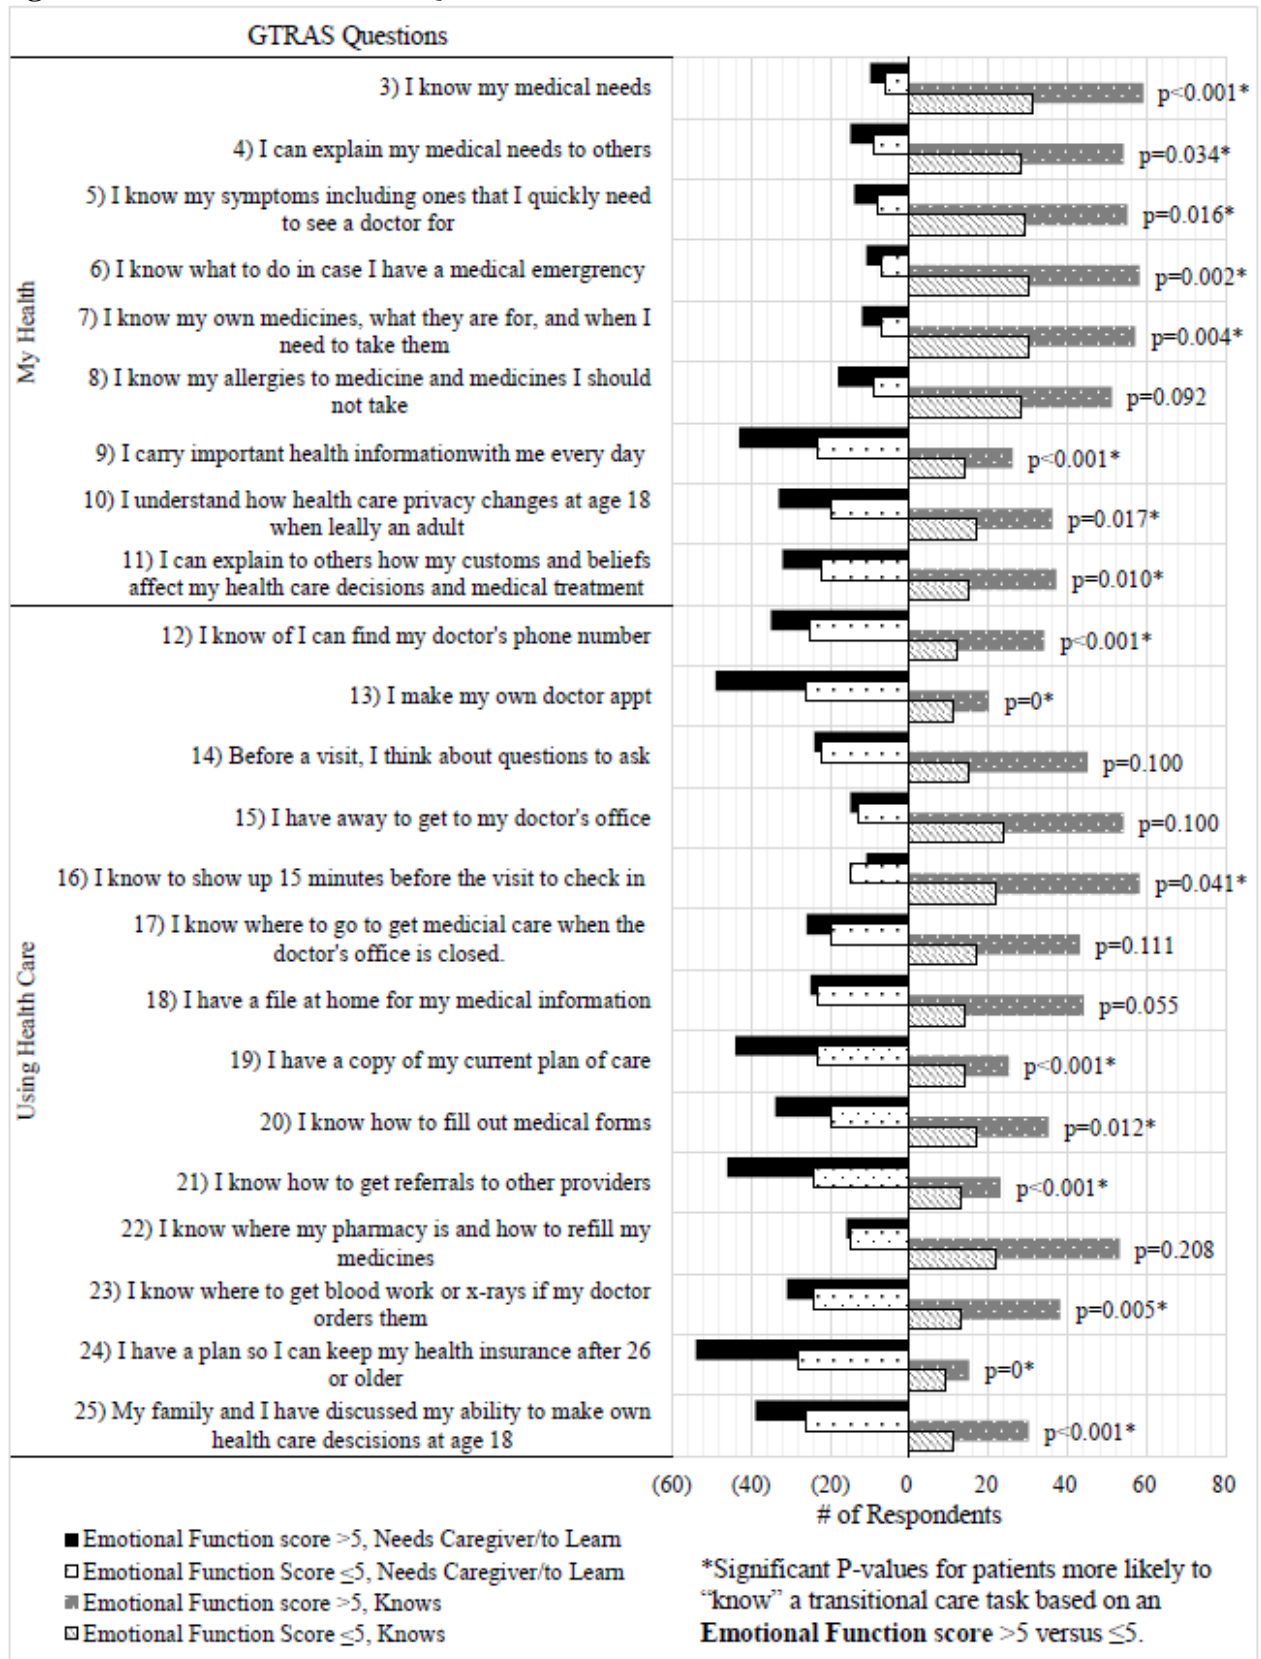 GTRAS Questions
My Health
3) I know my medical needs
p<0.001*
4) I can explain my medical needs to others
p=0.034*
5) I know my symptoms including ones that I quickly need
to see a doctor for
p=0.016*
6) I know what to do in case I have a medical emergrency
p=0.002*
7) I know my own medicines, what they are for, and when I
need to take them
p=0.004*
8) I know my allergies to medicine and medicines I should
not take
p=0.092
9) I carry important health informationwith me every day
p<0.001*
10) I understand how health care privacy changes at age 18
when leally an adult
p=0.017*
11) I can explain to others how my customs and beliefs
affect my health care decisions and medical treatment
p=0.010*
Using Health Care
12) I know of I can find my doctor's phone number
p<0.001*
13) I make my own doctor appt
p=0*
14) Before a visit, I think about questions to ask
p=0.100
15) I have away to get to my doctor's office
p=0.100
16) I know to show up 15 minutes before the visit to check in
p=0.041*
17) I know where to go to get medicial care when the
doctor's office is closed.
p=0.111
18) I have a file at home for my medical information
p=0.055
19) I have a copy of my current plan of care
p<0.001*
20) I know how to fill out medical forms
p=0.012*
21) I know how to get referrals to other providers
p<0.001*
22) I know where my pharmacy is and how to refill my
medicines
p=0.208
23) I know where to get blood work or x-rays if my doctor
orders them
p=0.005*
24) I have a plan so I can keep my health insurance after 26
or older
p=0*
25) My family and I have discussed my ability to make own
health care descisions at age 18
p<0.001*
(60) (40) (20) 0 20 40 60 80
# of Respondents
Emotional Function score >5, Needs Caregiver/to Learn
Emotional Function Score ≤5, Needs Caregiver/to Learn
Emotional Function score >5, Knows
Emotional Function Score ≤5, Knows
*Significant P-values for patients more likely to
“know” a transitional care task based on an
Emotional Function score >5 versus ≤5.